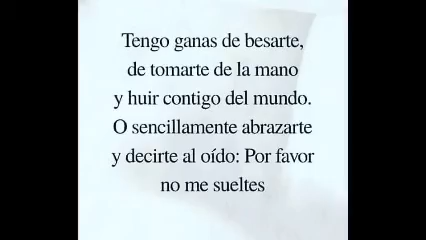 Tengo ganas de besarte,
de tomarte de la mano
y huir contigo del mundo.
O sencillamente abrazarte
y decirte al oído: Por favor
no me sueltes